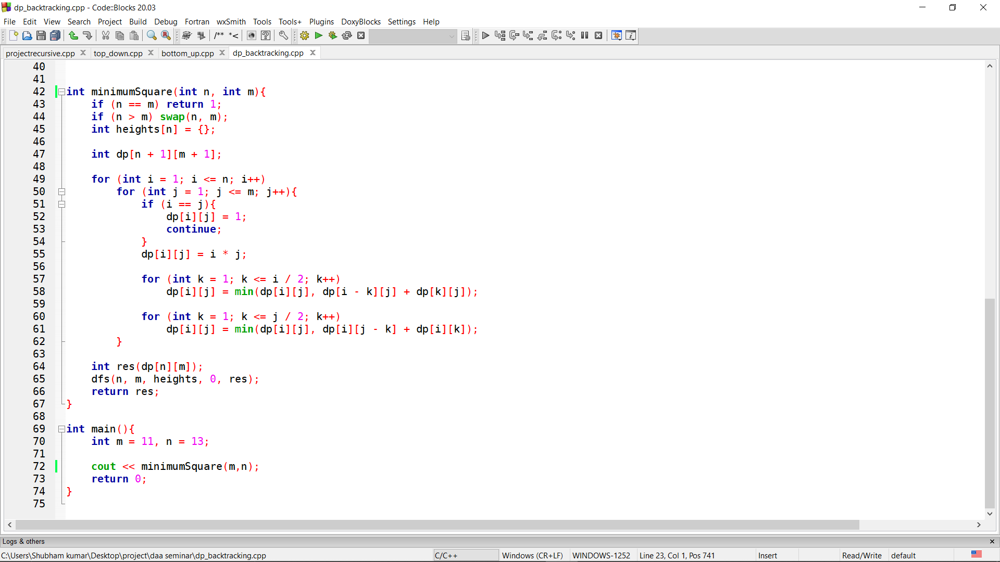 dp_backtracking.cpp - Code::Blocks 20.03
File Edit View Search Project Build Debug Fortran wxSmith Tools Tools+ Plugins DoxyBlocks Settings Help
/** *<
projectrecursive.cpp top_down.cpp bottom_up.cpp dp_backtracking.cpp
40
41
42 int minimumSquare(int n, int m){
43 if (n == m) return 1;
44 if (n > m) swap(n, m);
45 int heights[n] = {};
46
47 int dp[n + 1][m + 1];
48
49 for (int i = 1; i <= n; i++)
50 for (int j = 1; j <= m; j++){
51 if (i == j){
52 dp[i][j] = 1;
53 continue;
54 }
55 dp[i][j] = i * j;
56
57 for (int k = 1; k <= i / 2; k++)
58 dp[i][j] = min(dp[i][j], dp[i - k][j] + dp[k][j]);
59
60 for (int k = 1; k <= j / 2; k++)
61 dp[i][j] = min(dp[i][j], dp[i][j - k] + dp[i][k]);
62 }
63
64 int res(dp[n][m]);
65 dfs(n, m, heights, 0, res);
66 return res;
67 }
68
69 int main(){
70 int m = 11, n = 13;
71
72 cout << minimumSquare(m,n);
73 return 0;
74 }
75
Logs & others
C:\Users\Shubham kumar\Desktop\project\daa seminar\dp_backtracking.cpp C/C++ Windows (CR+LF) WINDOWS-1252 Line 23, Col 1, Pos 741 Insert Read/Write default